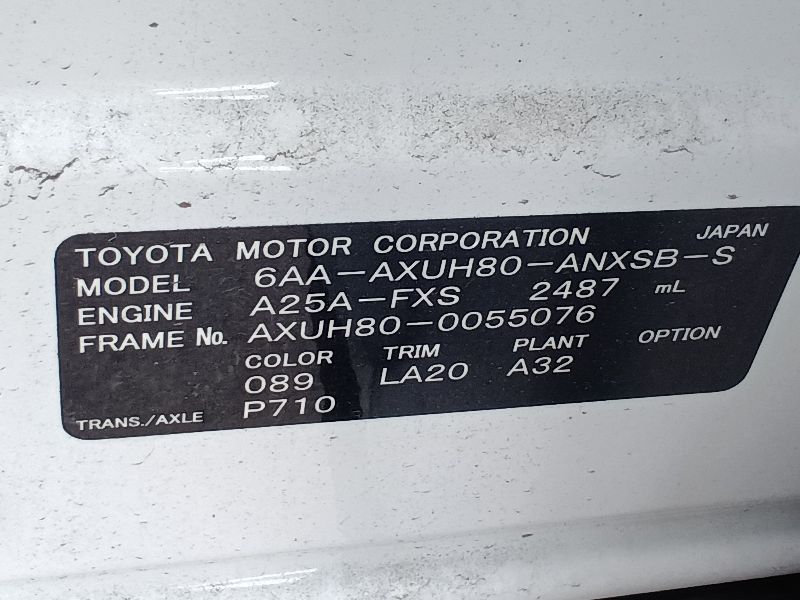 TOYOTA MOTOR CORPORATION JAPAN
MODEL 6AA-AXUH80-ANXSB-S
ENGINE A25A-FXS 2487 mL
FRAME No. AXUH80-0055076
COLOR TRIM PLANT OPTION
089 LA20 A32
TRANS./AXLE P710